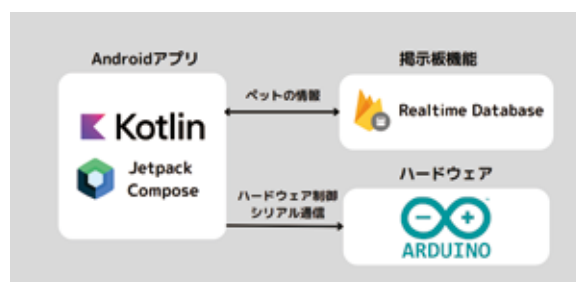 Androidアプリ
Kotlin
Jetpack
Compose
ペットの情報
掲示板機能
Realtime Database
ハードウェア制御
シリアル通信
ハードウェア
ARDUINO